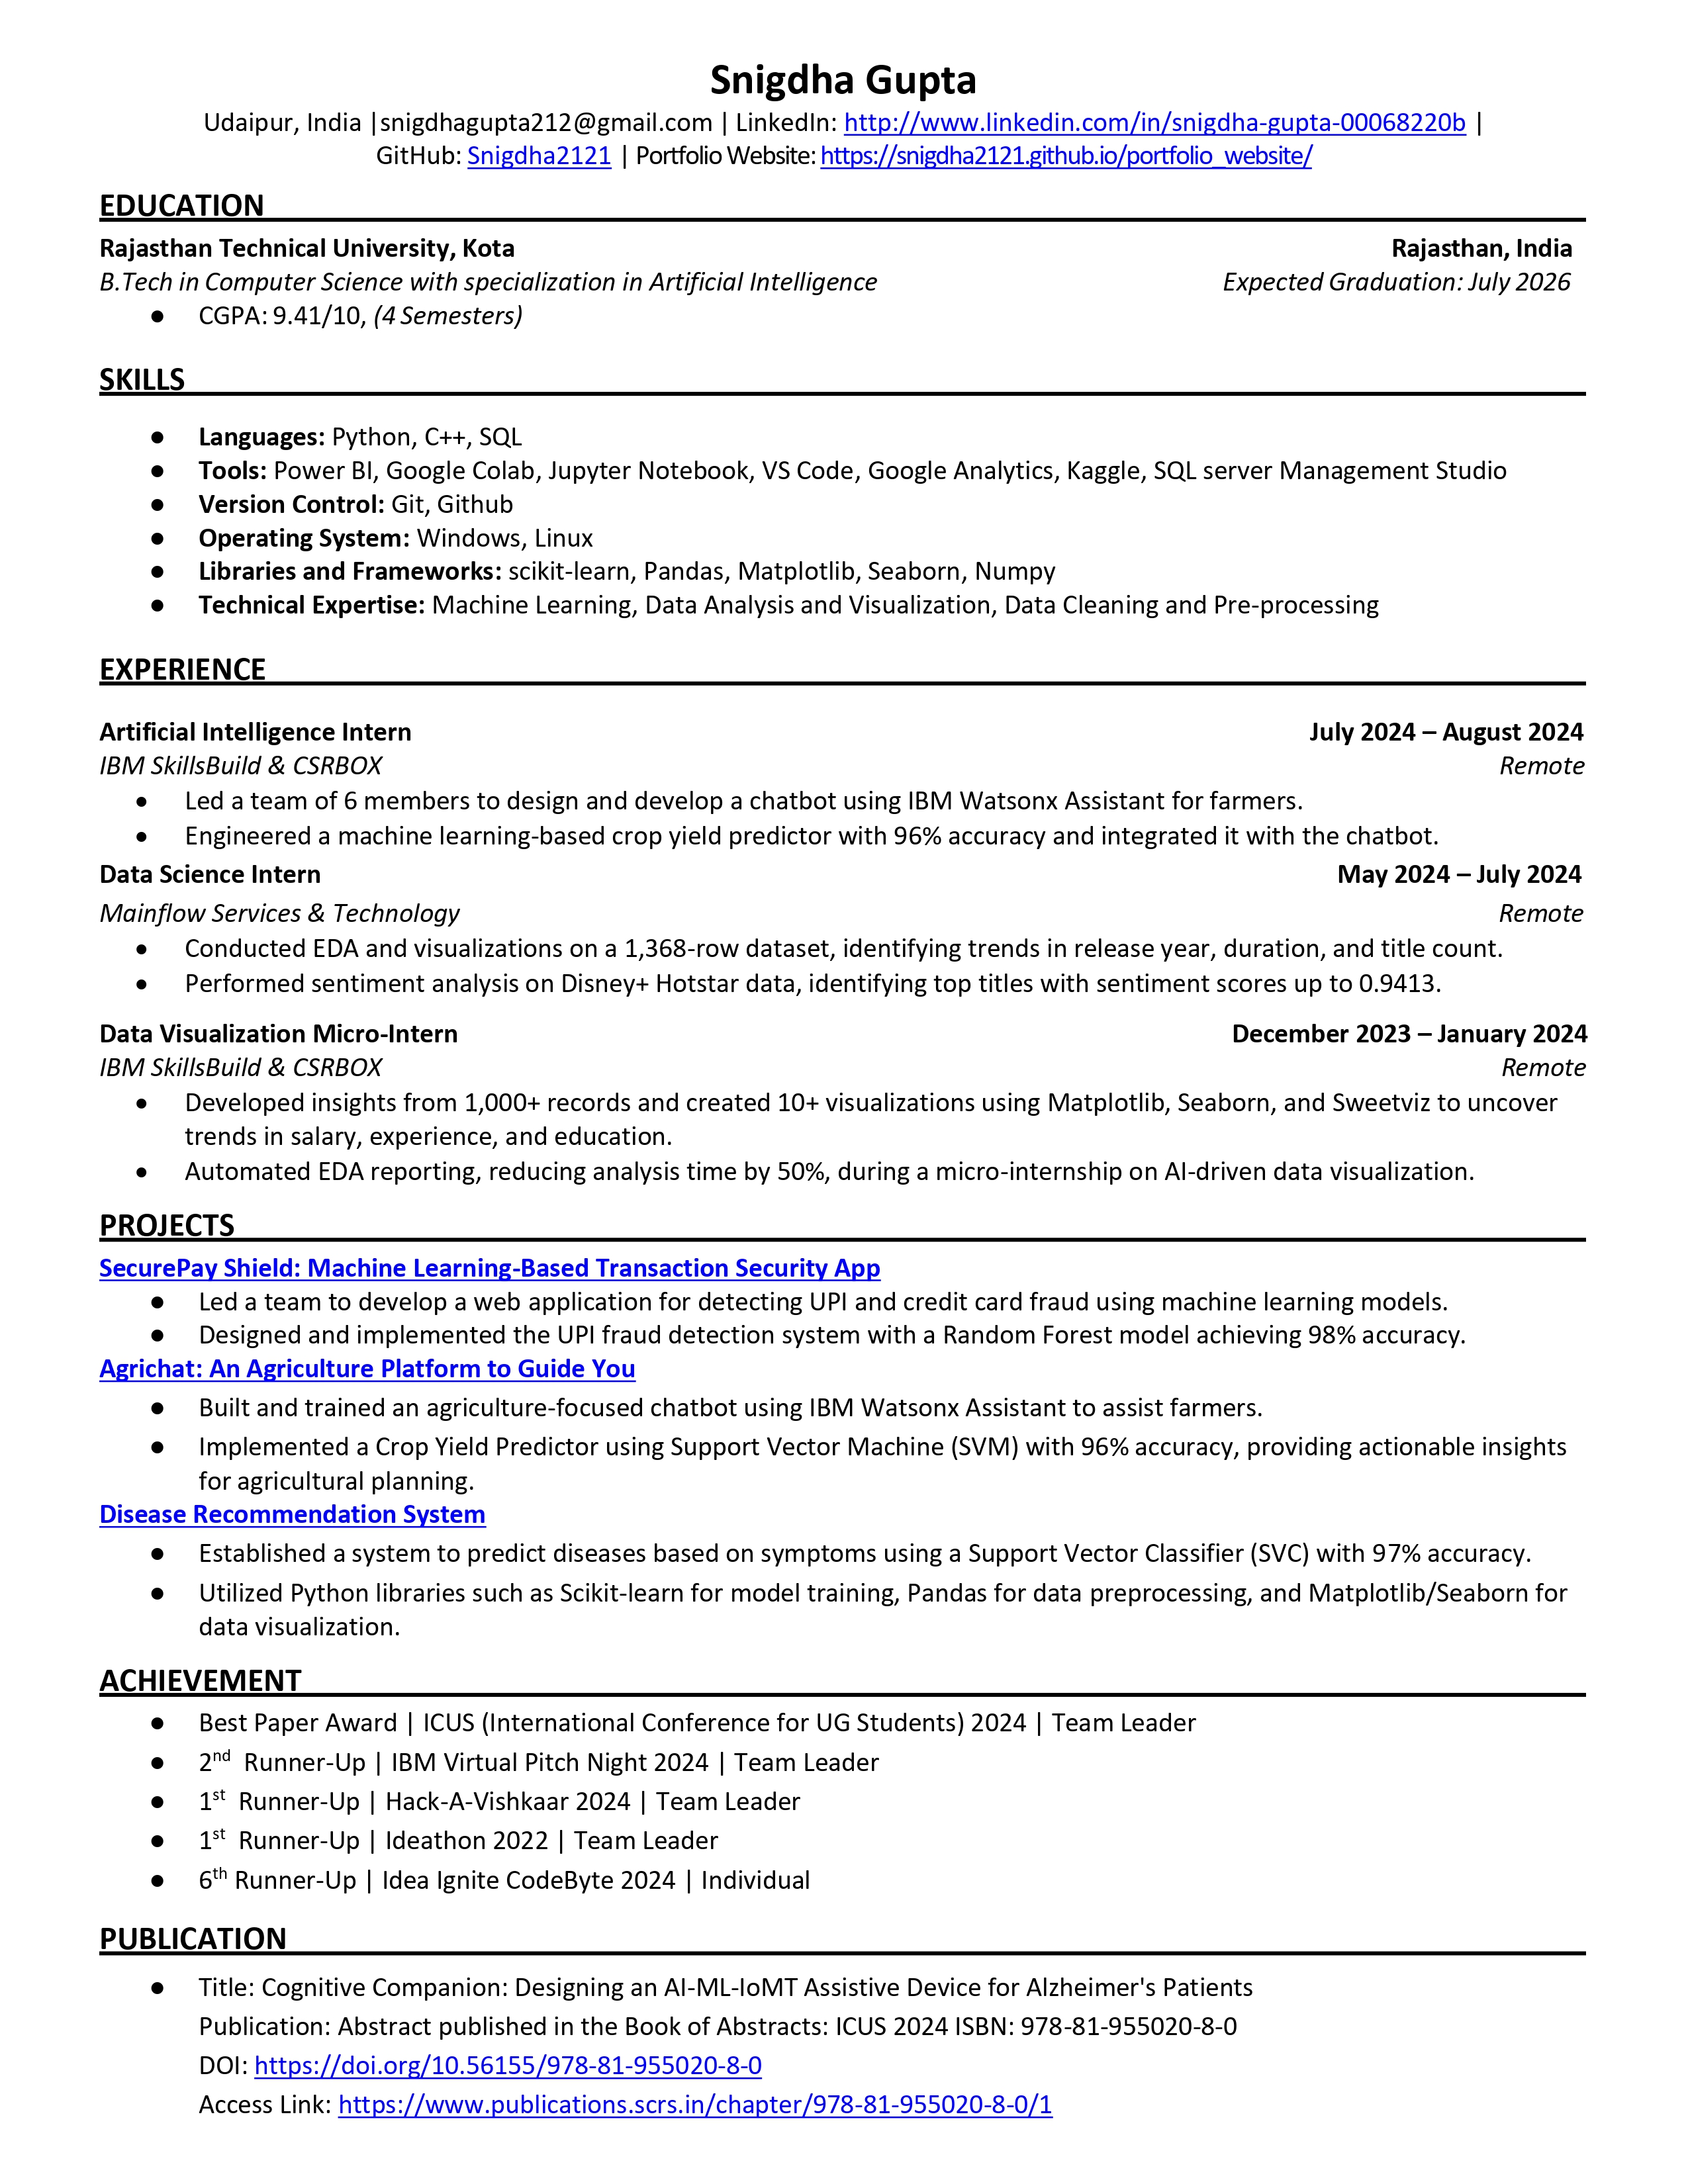 Snigdha Gupta
Udaipur, India |snigdhagupta212@gmail.com | LinkedIn: http://www.linkedin.com/in/snigdha-gupta-00068220b |
GitHub: Snigdha2121 | Portfolio Website: https://snigdha2121.github.io/portfolio_website/
EDUCATION
Rajasthan Technical University, Kota Rajasthan, India
B.Tech in Computer Science with specialization in Artificial Intelligence Expected Graduation: July 2026
● CGPA: 9.41/10, (4 Semesters)
SKILLS
● Languages: Python, C++, SQL
● Tools: Power BI, Google Colab, Jupyter Notebook, VS Code, Google Analytics, Kaggle, SQL server Management Studio
● Version Control: Git, Github
● Operating System: Windows, Linux
● Libraries and Frameworks: scikit-learn, Pandas, Matplotlib, Seaborn, Numpy
● Technical Expertise: Machine Learning, Data Analysis and Visualization, Data Cleaning and Pre-processing
EXPERIENCE
Artificial Intelligence Intern July 2024 – August 2024
IBM SkillsBuild & CSRBOX Remote
• Led a team of 6 members to design and develop a chatbot using IBM Watsonx Assistant for farmers.
• Engineered a machine learning-based crop yield predictor with 96% accuracy and integrated it with the chatbot.
Data Science Intern May 2024 – July 2024
Mainflow Services & Technology Remote
• Conducted EDA and visualizations on a 1,368-row dataset, identifying trends in release year, duration, and title count.
• Performed sentiment analysis on Disney+ Hotstar data, identifying top titles with sentiment scores up to 0.9413.
Data Visualization Micro-Intern December 2023 – January 2024
IBM SkillsBuild & CSRBOX Remote
• Developed insights from 1,000+ records and created 10+ visualizations using Matplotlib, Seaborn, and Sweetviz to uncover
trends in salary, experience, and education.
• Automated EDA reporting, reducing analysis time by 50%, during a micro-internship on AI-driven data visualization.
PROJECTS
SecurePay Shield: Machine Learning-Based Transaction Security App
● Led a team to develop a web application for detecting UPI and credit card fraud using machine learning models.
● Designed and implemented the UPI fraud detection system with a Random Forest model achieving 98% accuracy.
Agrichat: An Agriculture Platform to Guide You
● Built and trained an agriculture-focused chatbot using IBM Watsonx Assistant to assist farmers.
● Implemented a Crop Yield Predictor using Support Vector Machine (SVM) with 96% accuracy, providing actionable insights
for agricultural planning.
Disease Recommendation System
● Established a system to predict diseases based on symptoms using a Support Vector Classifier (SVC) with 97% accuracy.
● Utilized Python libraries such as Scikit-learn for model training, Pandas for data preprocessing, and Matplotlib/Seaborn for
data visualization.
ACHIEVEMENT
● Best Paper Award | ICUS (International Conference for UG Students) 2024 | Team Leader
● 2nd Runner-Up | IBM Virtual Pitch Night 2024 | Team Leader
● 1st Runner-Up | Hack-A-Vishkaar 2024 | Team Leader
● 1st Runner-Up | Ideathon 2022 | Team Leader
● 6th Runner-Up | Idea Ignite CodeByte 2024 | Individual
PUBLICATION
● Title: Cognitive Companion: Designing an AI-ML-IoMT Assistive Device for Alzheimer's Patients
Publication: Abstract published in the Book of Abstracts: ICUS 2024 ISBN: 978-81-955020-8-0
DOI: https://doi.org/10.56155/978-81-955020-8-0
Access Link: https://www.publications.scrs.in/chapter/978-81-955020-8-0/1